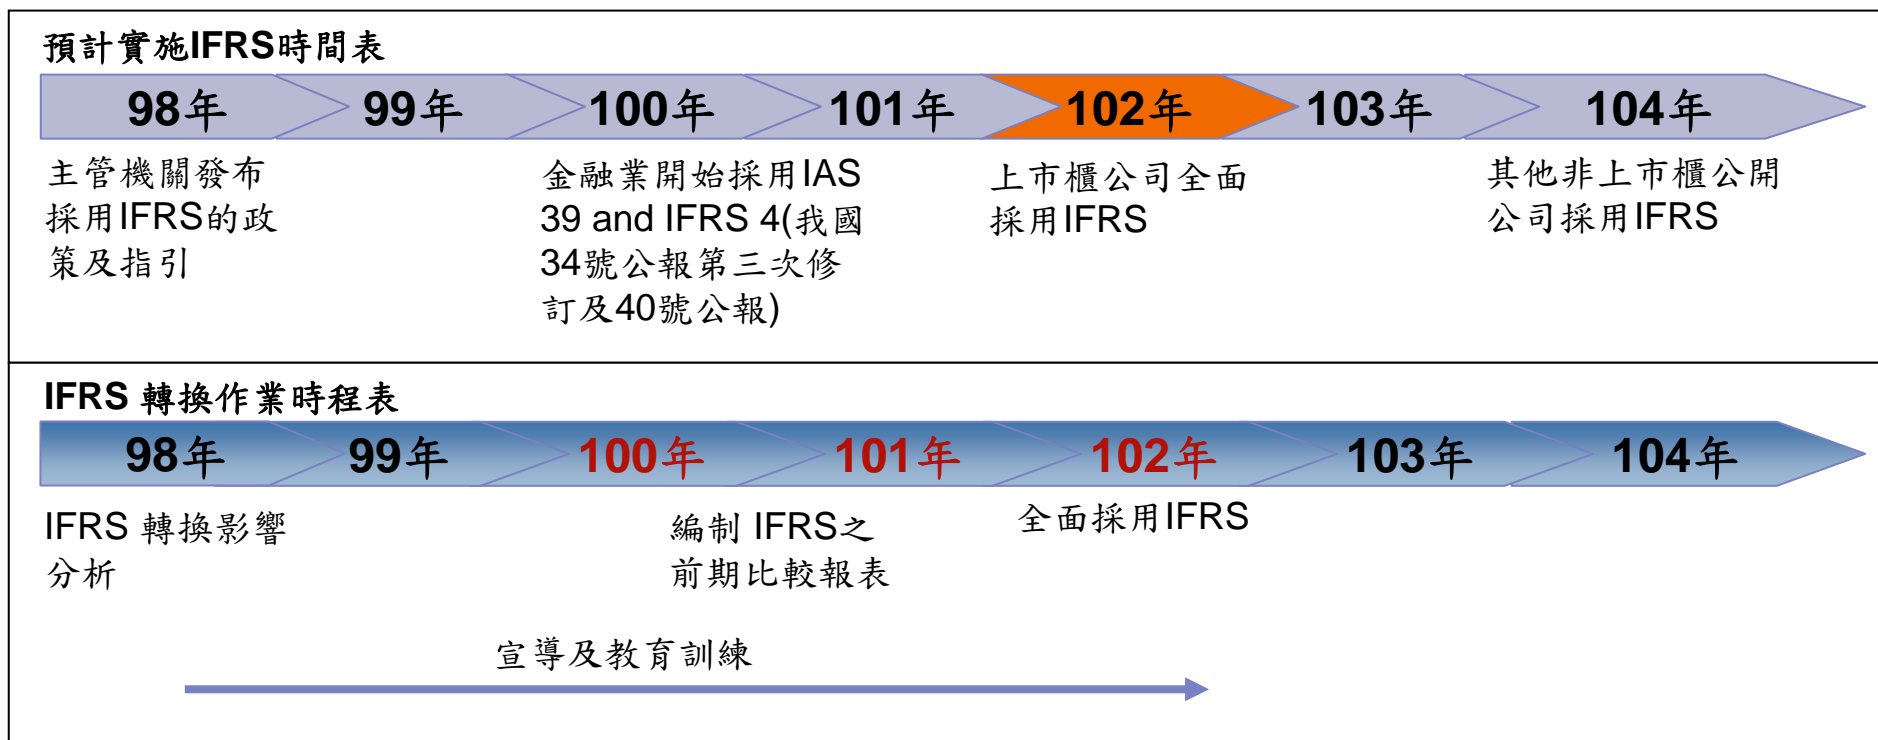 預計實施IFRS時間表
98年 99年 100年 101年 102年 103年 104年
主管機關發布
採用IFRS的政
策及指引
金融業開始採用IAS
39 and IFRS 4(我國
34號公報第三次修
訂及40號公報)
上市櫃公司全面
採用IFRS
其他非上市櫃公開
公司採用IFRS
IFRS 轉換作業時程表
98年 99年 100年 101年 102年 103年 104年
IFRS 轉換影響
分析
編制 IFRS之
前期比較報表
全面採用IFRS
宣導及教育訓練